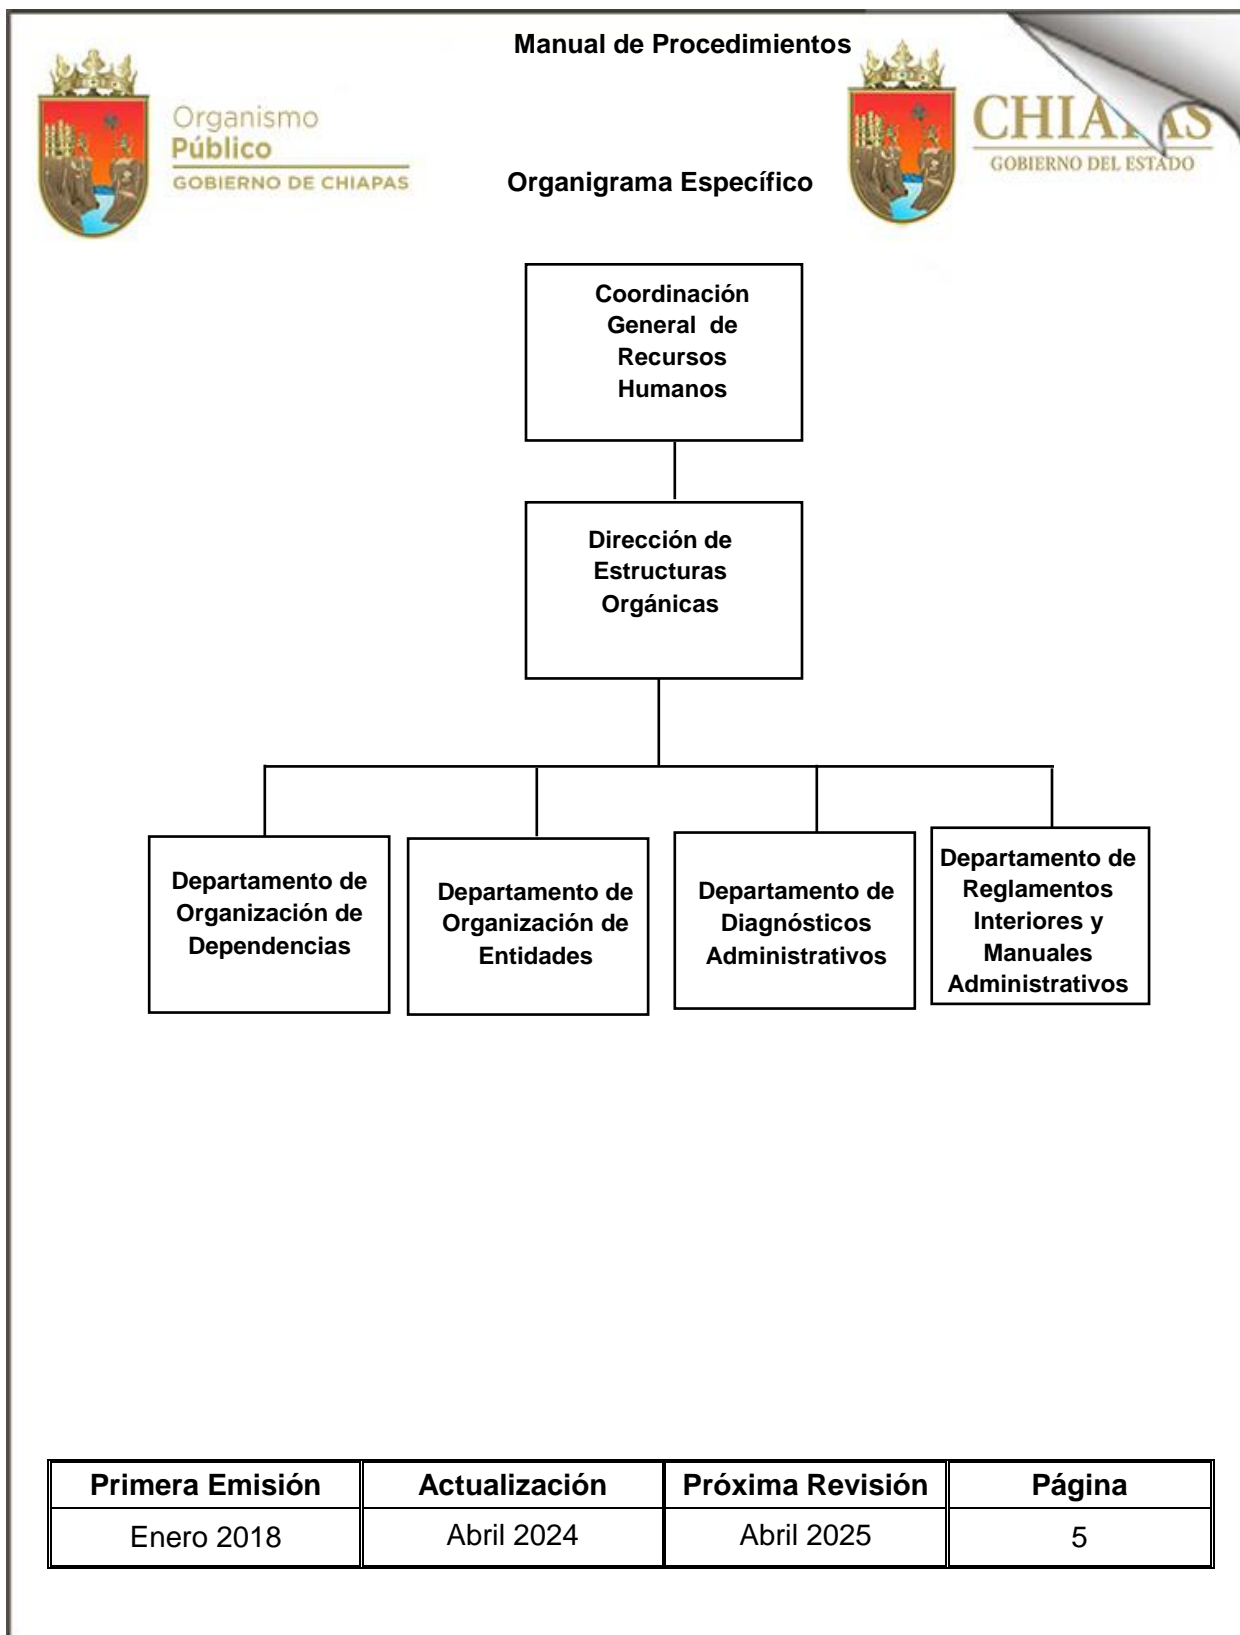 Manual de Procedimientos
Organismo
Público
GOBIERNO DE CHIAPAS
CHIAPAS
GOBIERNO DEL ESTADO
Organigrama Específico
Coordinación
General de
Recursos
Humanos
Dirección de
Estructuras
Orgánicas
Departamento de
Organización de
Dependencias
Departamento de
Organización de
Entidades
Departamento de
Diagnósticos
Administrativos
Departamento de
Reglamentos
Interiores y
Manuales
Administrativos
Primera Emisión Actualización Próxima Revisión Página
Enero 2018 Abril 2024 Abril 2025 5